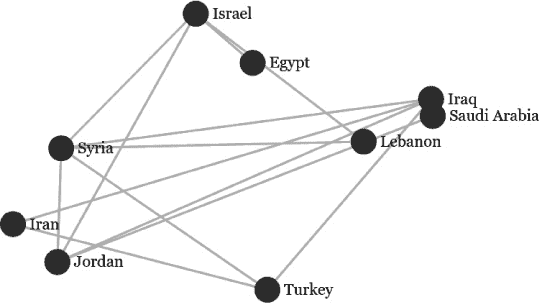 Israel
Egypt
Iraq
Saudi Arabia
Lebanon
Syria
Iran
Jordan
Turkey